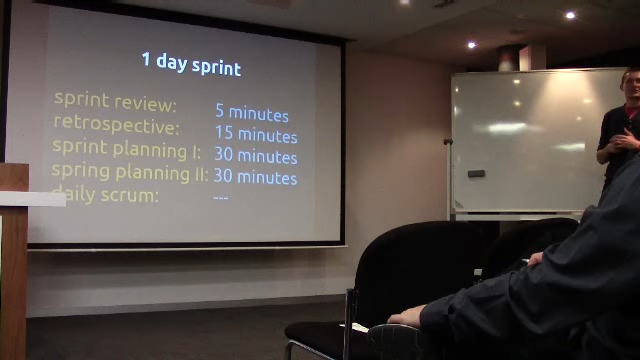 1 day sprint
sprint review: 5 minutes
retrospective: 15 minutes
sprint planning I: 30 minutes
spring planning II: 30 minutes
daily scrum: ---